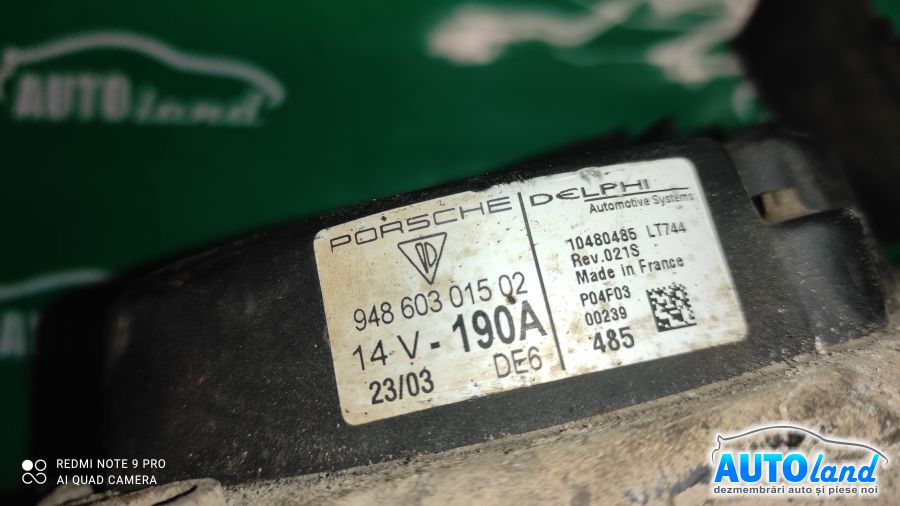 AUTOland
PORSCHE
948 603 015 02
14 V - 190A
23/03 DE6
DELPHI
Automotive Systems
10480485 LT744
Rev.021S
Made in France
P04F03
00239
485
REDMI NOTE 9 PRO
AI QUAD CAMERA
AUTOland
dezmembrări auto și piese noi